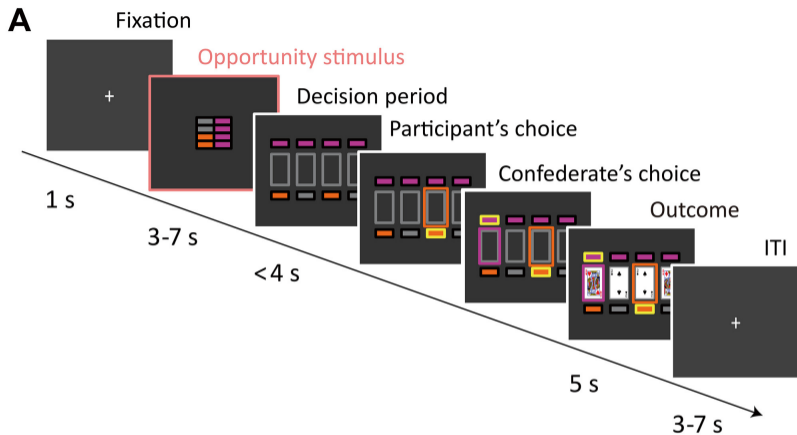 A
Fixation
Opportunity stimulus
Decision period
Participant's choice
Confederate's choice
Outcome
ITI
1 s
3-7 s
<4 s
5 s
3-7 s